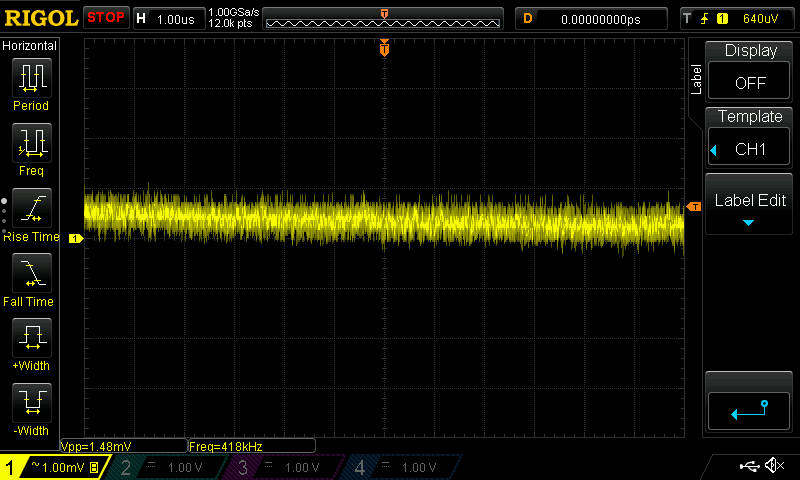 RIGOL STOP H 1.00us 1.00GSa/s 12.0k pts T D 0.00000000ps T 1 640uV
Horizontal
Period
Freq
Rise Time
Fall Time
+Width
-Width
T
1
T
Label
Display
OFF
Template
CH1
Label Edit
Vpp=1.48mV Freq=418kHz
1 ~ 1.00mV B 2 1.00 V 3 1.00 V 4 1.00 V